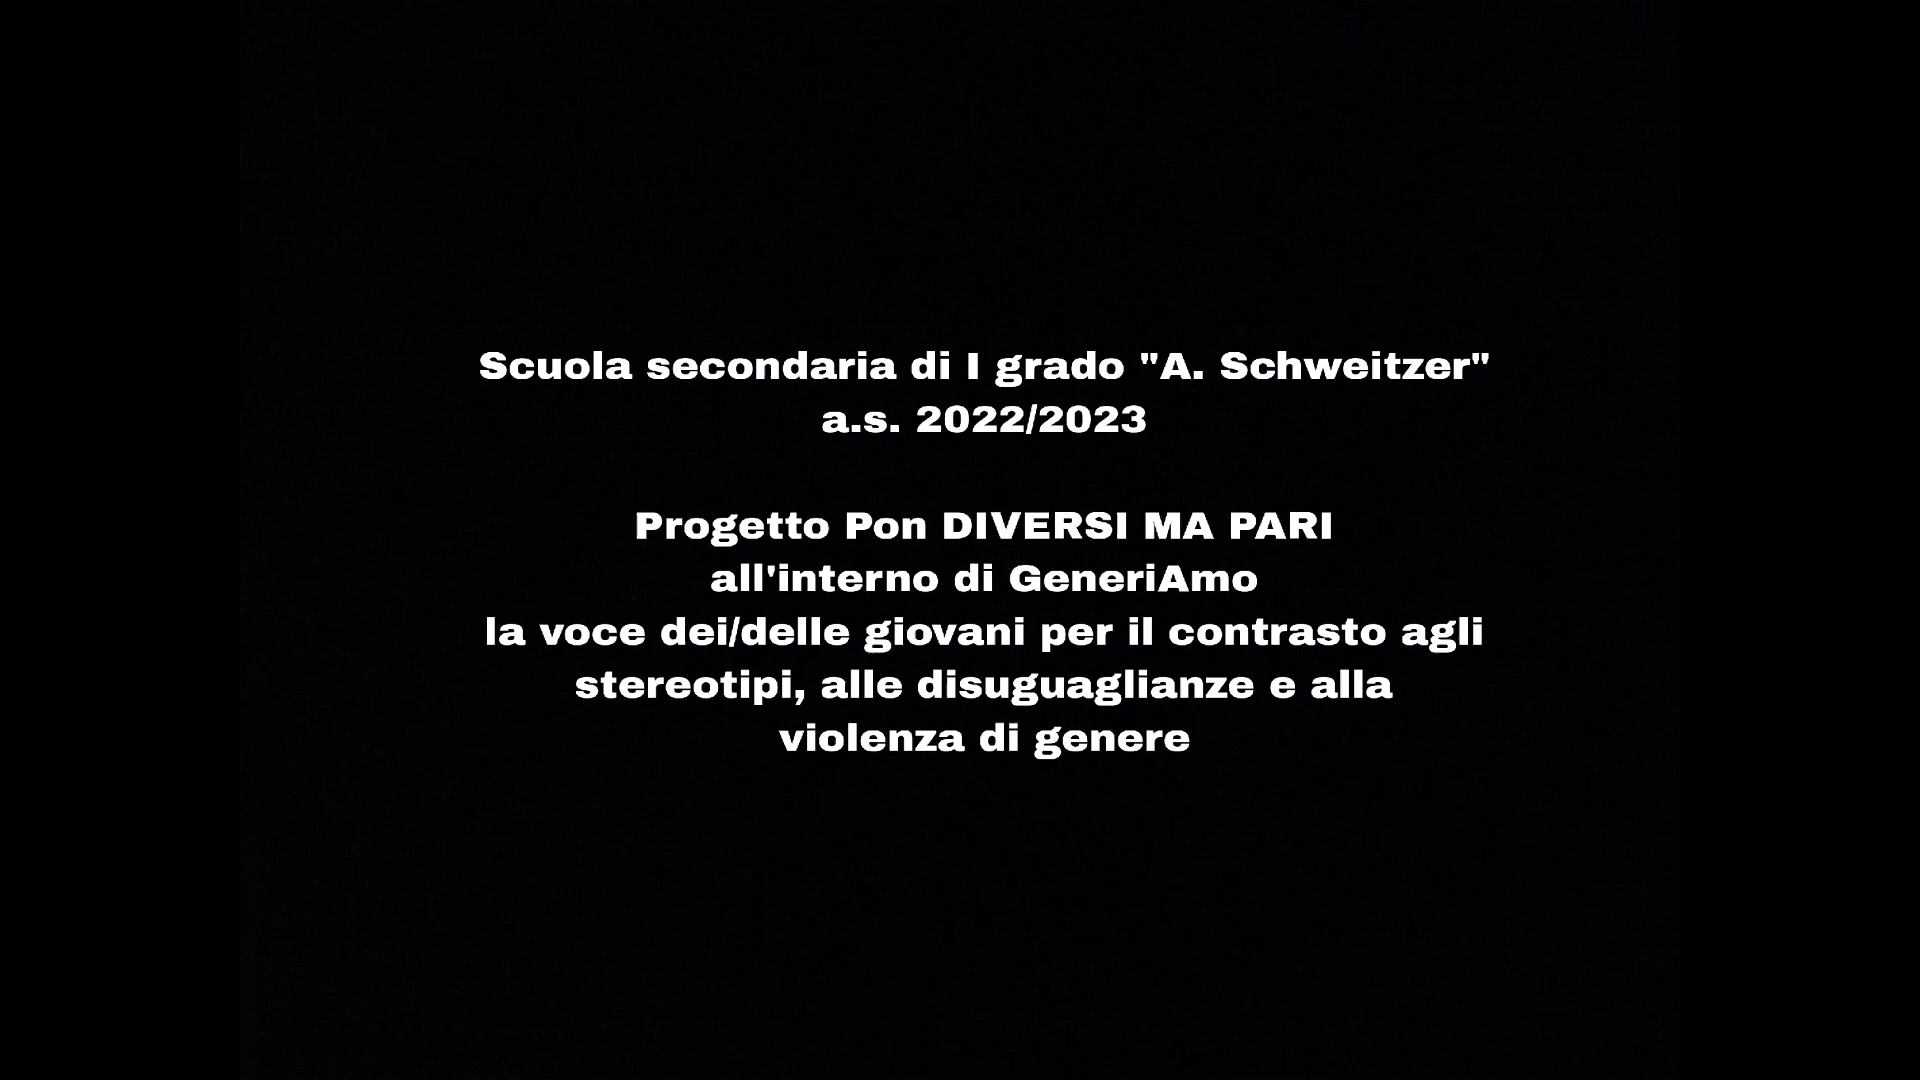 Scuola secondaria di I grado "A. Schweitzer"
a.s. 2022/2023
Progetto Pon DIVERSI MA PARI
all'interno di GeneriAmo
la voce dei/delle giovani per il contrasto agli
stereotipi, alle disuguaglianze e alla
violenza di genere